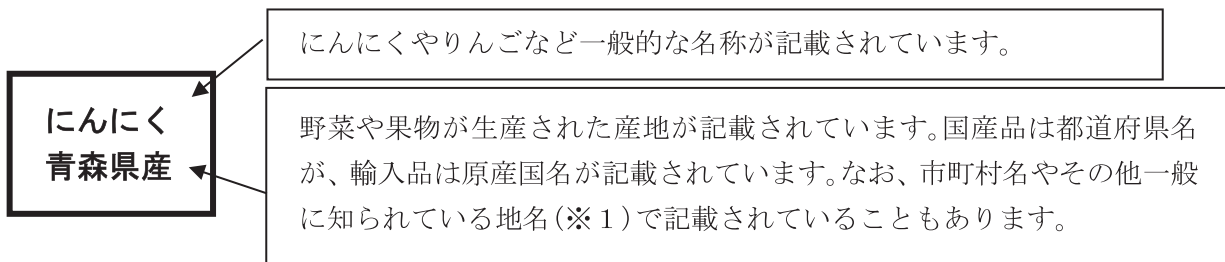 にんにくやりんごなど一般的な名称が記載されています。
にんにく
青森県産
野菜や果物が生産された産地が記載されています。国産品は都道府県名
が、輸入品は原産国名が記載されています。なお、市町村名やその他一般
に知られている地名(※1)で記載されていることもあります。